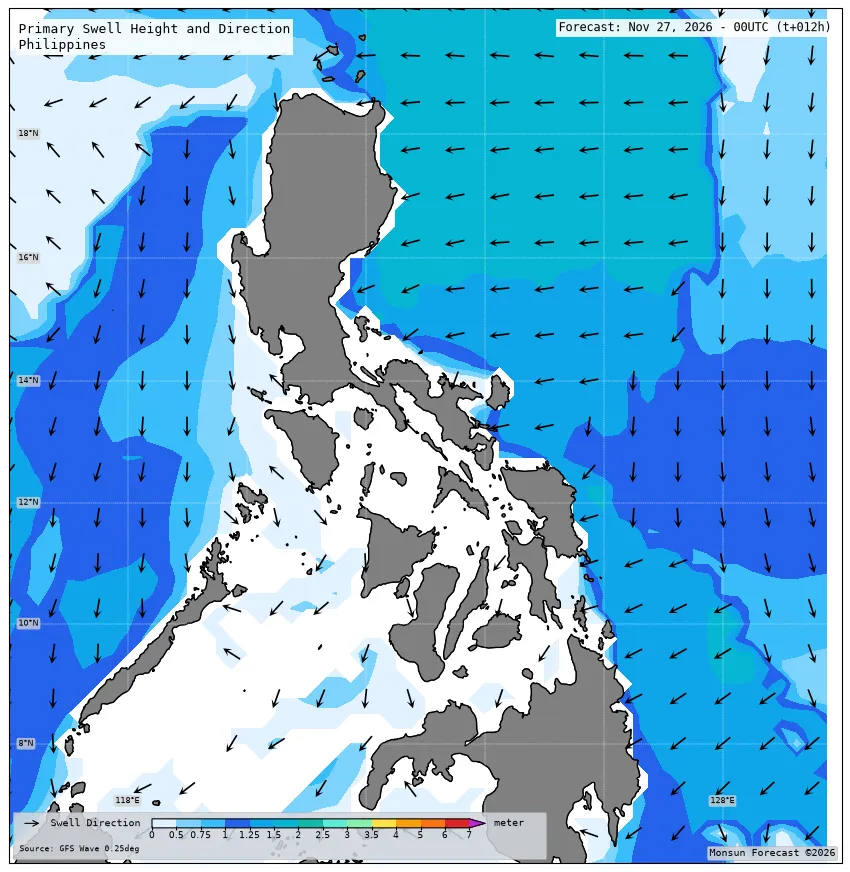 Primary Swell Height and Direction
Philippines
Forecast: Nov 27, 2026 - 00UTC (t+012h)
18°N
16°N
14°N
12°N
10°N
8°N
118°E
128°E
Swell Direction
meter
0 0.5 0.75 1 1.25 1.5 2 2.5 3 3.5 4 5 6 7
Source: GFS Wave 0.25deg
Monsun Forecast ©2026